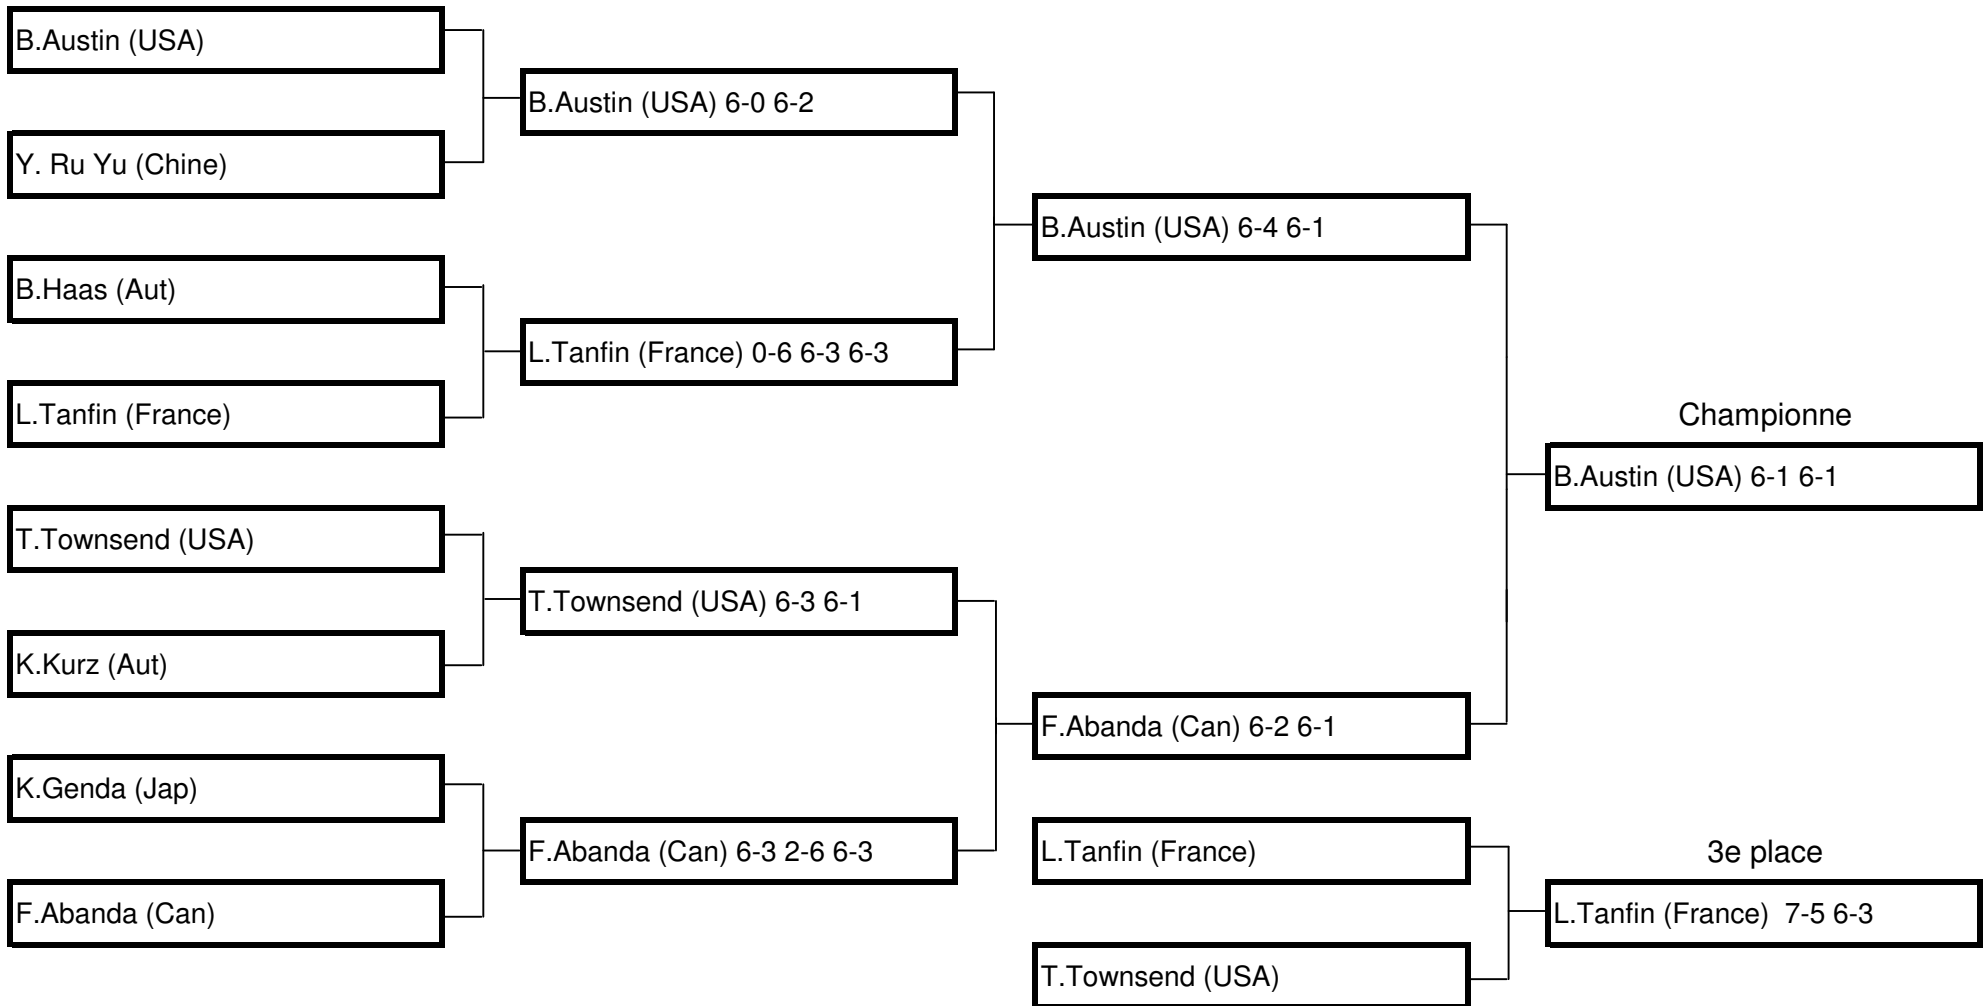 B.Austin (USA)
Y. Ru Yu (Chine)
B.Haas (Aut)
L.Tanfin (France)
T.Townsend (USA)
K.Kurz (Aut)
K.Genda (Jap)
F.Abanda (Can)
B.Austin (USA) 6-0 6-2
L.Tanfin (France) 0-6 6-3 6-3
T.Townsend (USA) 6-3 6-1
F.Abanda (Can) 6-3 2-6 6-3
B.Austin (USA) 6-4 6-1
F.Abanda (Can) 6-2 6-1
L.Tanfin (France)
T.Townsend (USA)
Championne
B.Austin (USA) 6-1 6-1
3e place
L.Tanfin (France)  7-5 6-3